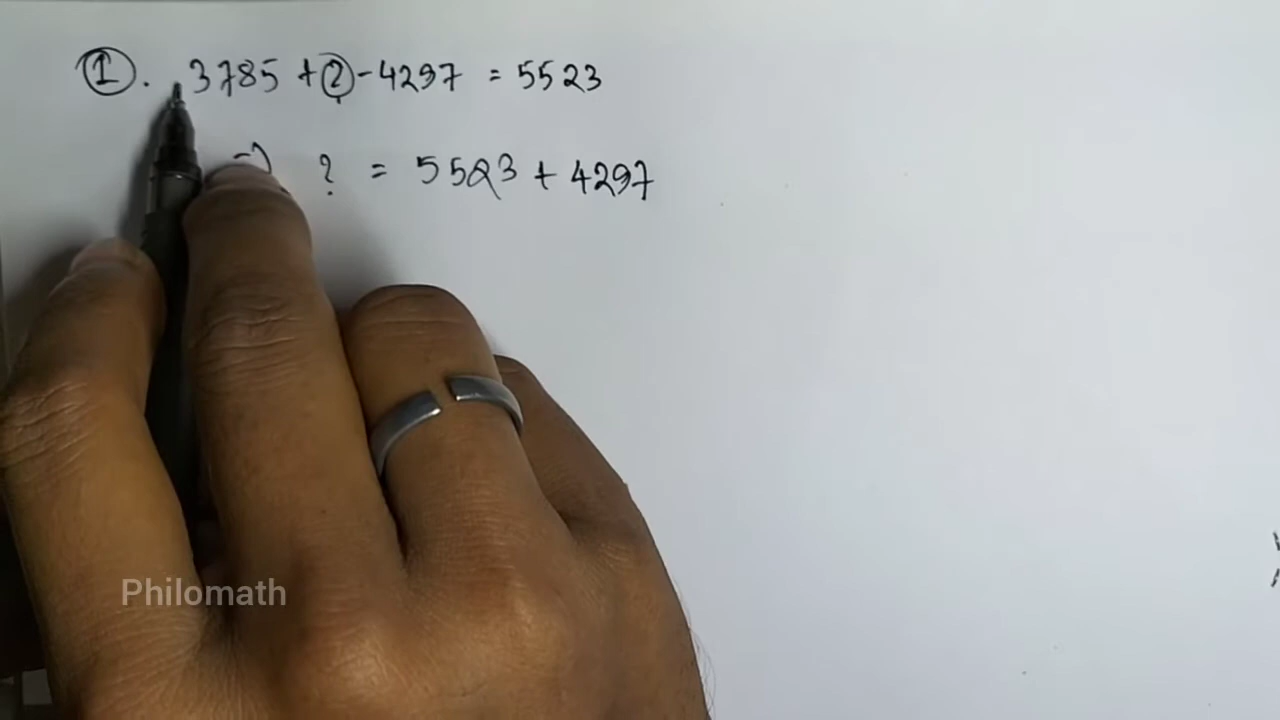 ①. 3785 + ? - 4297 = 5523
⇒ ? = 5523 + 4297
Philomath